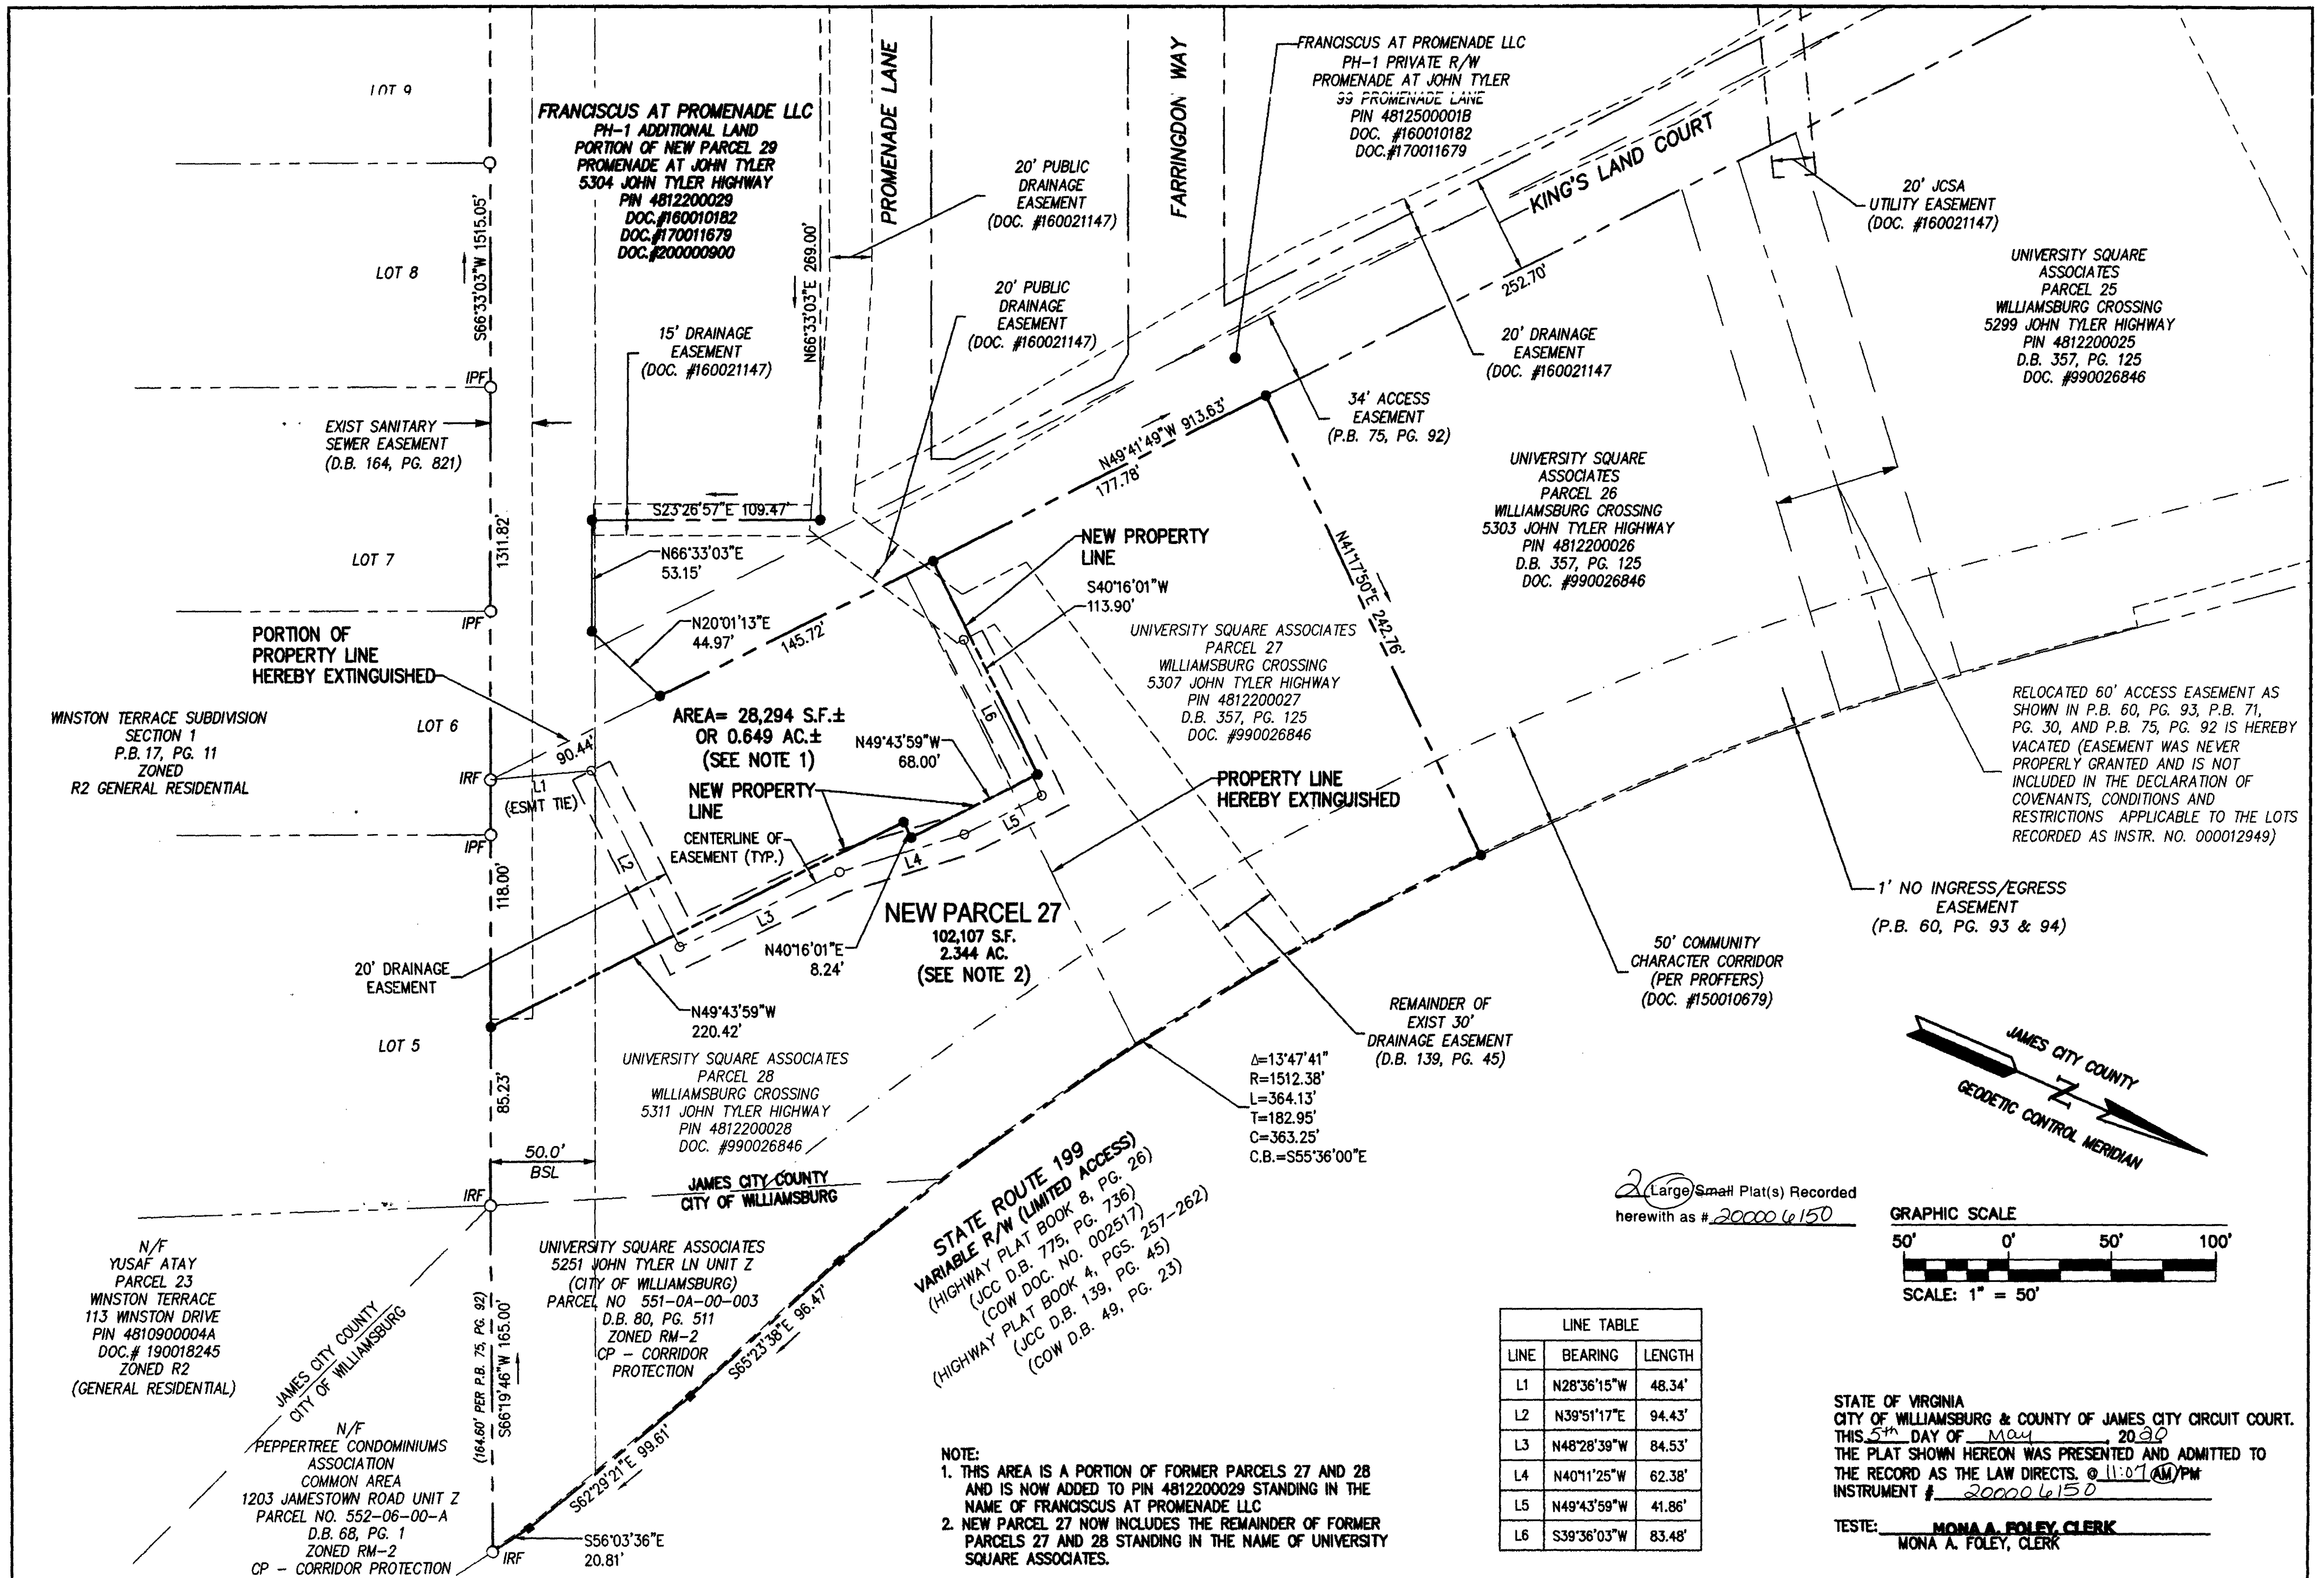 LOT 9
LOT 8
LOT 7
LOT 6
LOT 5
FRANCISCUS AT PROMENADE LLC
PH-1 ADDITIONAL LAND
PORTION OF NEW PARCEL 29
PROMENADE AT JOHN TYLER
5304 JOHN TYLER HIGHWAY
PIN 4812200029
DOC.#160010182
DOC.#170011679
DOC.#200000900
PROMENADE LANE
FARRINGDON WAY
FRANCISCUS AT PROMENADE LLC
PH-1 PRIVATE R/W
PROMENADE AT JOHN TYLER
99 PROMENADE LANE
PIN 4812500001B
DOC. #160010182
DOC.#170011679
KING'S LAND COURT
20' PUBLIC
DRAINAGE
EASEMENT
(DOC. #160021147)
20' PUBLIC
DRAINAGE
EASEMENT
(DOC. #160021147)
15' DRAINAGE
EASEMENT
(DOC. #160021147)
20' JCSA
UTILITY EASEMENT
(DOC. #160021147)
UNIVERSITY SQUARE
ASSOCIATES
PARCEL 25
WILLIAMSBURG CROSSING
5299 JOHN TYLER HIGHWAY
PIN 4812200025
D.B. 357, PG. 125
DOC. #990026846
20' DRAINAGE
EASEMENT
(DOC. #160021147
34' ACCESS
EASEMENT
(P.B. 75, PG. 92)
252.70'
S66°33'03"W 1515.05'
N66°33'03"E 269.00'
IPF
EXIST SANITARY
SEWER EASEMENT
(D.B. 164, PG. 821)
1311.82'
S23°26'57"E 109.47'
N66°33'03"E
53.15'
N20°01'13"E
44.97'
N49°41'49"W 913.63'
177.78'
145.72'
N41°17'50"E 242.76'
UNIVERSITY SQUARE
ASSOCIATES
PARCEL 26
WILLIAMSBURG CROSSING
5303 JOHN TYLER HIGHWAY
PIN 4812200026
D.B. 357, PG. 125
DOC. #990026846
NEW PROPERTY
LINE
S40°16'01"W
113.90'
IPF
PORTION OF
PROPERTY LINE
HEREBY EXTINGUISHED
WINSTON TERRACE SUBDIVISION
SECTION 1
P.B. 17, PG. 11
ZONED
R2 GENERAL RESIDENTIAL
UNIVERSITY SQUARE ASSOCIATES
PARCEL 27
WILLIAMSBURG CROSSING
5307 JOHN TYLER HIGHWAY
PIN 4812200027
D.B. 357, PG. 125
DOC. #990026846
AREA= 28,294 S.F.±
OR 0.649 AC.±
(SEE NOTE 1)
N49°43'59"W
68.00'
90.44'
IRF
L1
(ESMT TIE)
L6
NEW PROPERTY
LINE
PROPERTY LINE
HEREBY EXTINGUISHED
CENTERLINE OF
EASEMENT (TYP.)
IPF
118.00'
L2
L3
L4
L5
RELOCATED 60' ACCESS EASEMENT AS
SHOWN IN P.B. 60, PG. 93, P.B. 71,
PG. 30, AND P.B. 75, PG. 92 IS HEREBY
VACATED (EASEMENT WAS NEVER
PROPERLY GRANTED AND IS NOT
INCLUDED IN THE DECLARATION OF
COVENANTS, CONDITIONS AND
RESTRICTIONS APPLICABLE TO THE LOTS
RECORDED AS INSTR. NO. 000012949)
1' NO INGRESS/EGRESS
EASEMENT
(P.B. 60, PG. 93 & 94)
NEW PARCEL 27
102,107 S.F.
2.344 AC.
(SEE NOTE 2)
N40°16'01"E
8.24'
20' DRAINAGE
EASEMENT
N49°43'59"W
220.42'
50' COMMUNITY
CHARACTER CORRIDOR
(PER PROFFERS)
(DOC. #150010679)
REMAINDER OF
EXIST 30'
DRAINAGE EASEMENT
(D.B. 139, PG. 45)
UNIVERSITY SQUARE ASSOCIATES
PARCEL 28
WILLIAMSBURG CROSSING
5311 JOHN TYLER HIGHWAY
PIN 4812200028
DOC. #990026846
85.23'
Δ=13°47'41"
R=1512.38'
L=364.13'
T=182.95'
C=363.25'
C.B.=S55°36'00"E
JAMES CITY COUNTY
N
GEODETIC CONTROL MERIDIAN
50.0'
BSL
IRF
JAMES CITY COUNTY
CITY OF WILLIAMSBURG
STATE ROUTE 199
VARIABLE R/W (LIMITED ACCESS)
(HIGHWAY PLAT BOOK 8, PG. 26)
(JCC D.B. 775, PG. 736)
(COW DOC. NO. 002517)
(HIGHWAY PLAT BOOK 4, PGS. 257-262)
(JCC D.B. 139, PG. 45)
(COW D.B. 49, PG. 23)
2 Large/Small Plat(s) Recorded
herewith as # 200006150
GRAPHIC SCALE
50' 0' 50' 100'
SCALE: 1" = 50'
N/F
YUSAF ATAY
PARCEL 23
WINSTON TERRACE
113 WINSTON DRIVE
PIN 4810900004A
DOC.# 190018245
ZONED R2
(GENERAL RESIDENTIAL)
UNIVERSITY SQUARE ASSOCIATES
5251 JOHN TYLER LN UNIT Z
(CITY OF WILLIAMSBURG)
PARCEL NO 551-0A-00-003
D.B. 80, PG. 511
ZONED RM-2
CP - CORRIDOR
PROTECTION
JAMES CITY COUNTY
CITY OF WILLIAMSBURG
(164.60' PER P.B. 75, PG. 92)
S66°19'46"W 165.00'
S65°23'38"E 96.47'
S62°29'21"E 99.61'
S56°03'36"E
20.81'
IRF
N/F
PEPPERTREE CONDOMINIUMS
ASSOCIATION
COMMON AREA
1203 JAMESTOWN ROAD UNIT Z
PARCEL NO. 552-06-00-A
D.B. 68, PG. 1
ZONED RM-2
CP - CORRIDOR PROTECTION
NOTE:
1. THIS AREA IS A PORTION OF FORMER PARCELS 27 AND 28
AND IS NOW ADDED TO PIN 4812200029 STANDING IN THE
NAME OF FRANCISCUS AT PROMENADE LLC
2. NEW PARCEL 27 NOW INCLUDES THE REMAINDER OF FORMER
PARCELS 27 AND 28 STANDING IN THE NAME OF UNIVERSITY
SQUARE ASSOCIATES.
LINE TABLE
LINE BEARING LENGTH
L1 N28°36'15"W 48.34'
L2 N39°51'17"E 94.43'
L3 N48°28'39"W 84.53'
L4 N40°11'25"W 62.38'
L5 N49°43'59"W 41.86'
L6 S39°36'03"W 83.48'
STATE OF VIRGINIA
CITY OF WILLIAMSBURG & COUNTY OF JAMES CITY CIRCUIT COURT.
THIS 5th DAY OF May, 2020
THE PLAT SHOWN HEREON WAS PRESENTED AND ADMITTED TO
THE RECORD AS THE LAW DIRECTS. @ 11:07 AM/PM
INSTRUMENT # 200006150
TESTE: MONA A. FOLEY, CLERK
MONA A. FOLEY, CLERK